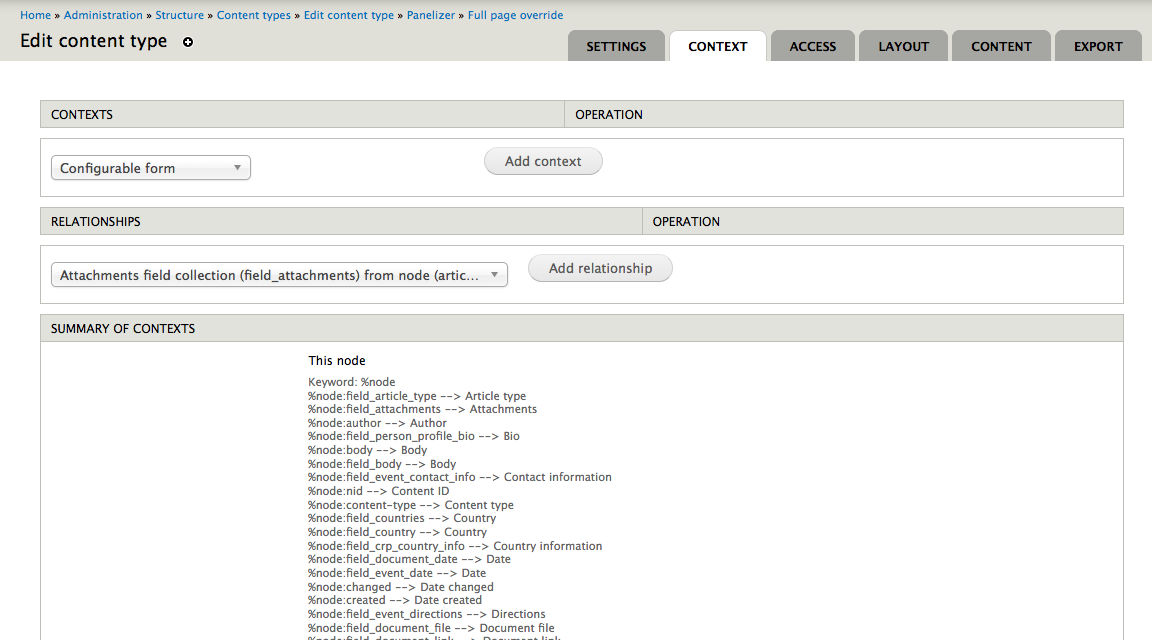 Home » Administration » Structure » Content types » Edit content type » Panelizer » Full page override
Edit content type
SETTINGS CONTEXT ACCESS LAYOUT CONTENT EXPORT
CONTEXTS OPERATION
Configurable form Add context
RELATIONSHIPS OPERATION
Attachments field collection (field_attachments) from node (artic... Add relationship
SUMMARY OF CONTEXTS
This node
Keyword: %node
%node:field_article_type --> Article type
%node:field_attachments --> Attachments
%node:author --> Author
%node:field_person_profile_bio --> Bio
%node:body --> Body
%node:field_body --> Body
%node:field_event_contact_info --> Contact information
%node:nid --> Content ID
%node:content-type --> Content type
%node:field_countries --> Country
%node:field_country --> Country
%node:field_crp_country_info --> Country information
%node:field_document_date --> Date
%node:field_event_date --> Date
%node:changed --> Date changed
%node:created --> Date created
%node:field_event_directions --> Directions
%node:field_document_file --> Document file
%node:field_document_link --> Document link